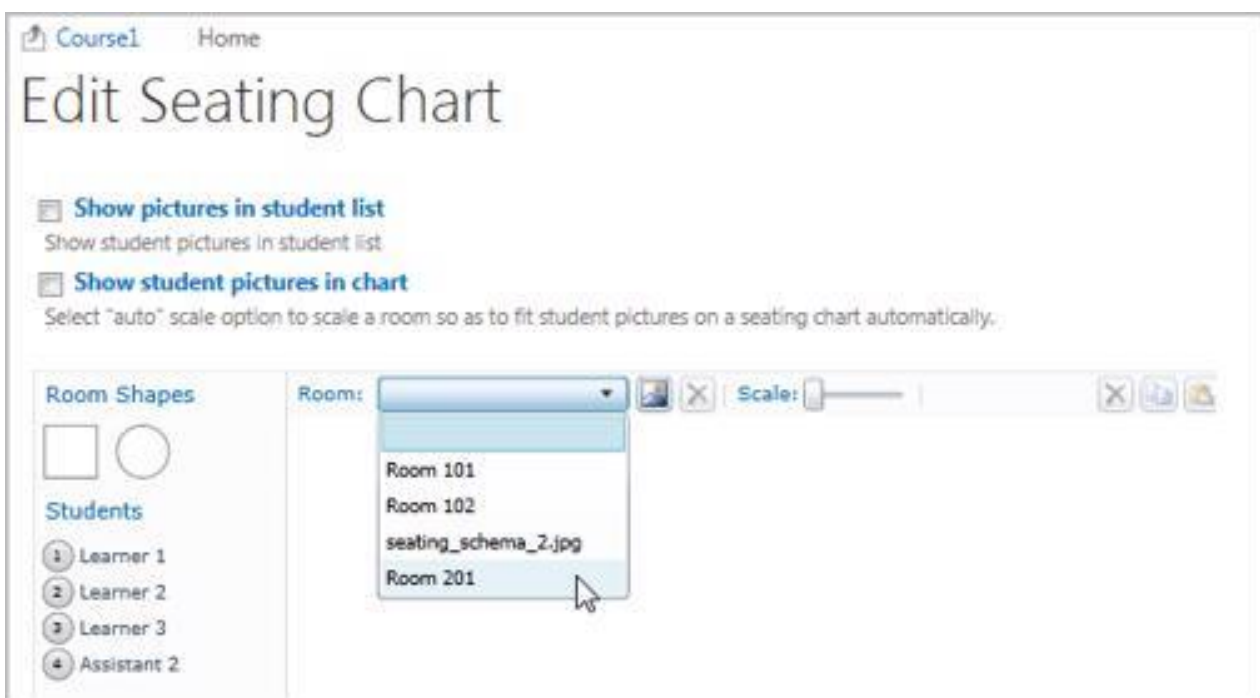 Course1 Home
Edit Seating Chart
Show pictures in student list
Show student pictures in student list
Show student pictures in chart
Select "auto" scale option to scale a room so as to fit student pictures on a seating chart automatically.
Room Shapes
Room: Scale:
Room 101
Room 102
seating_schema_2.jpg
Room 201
Students
1 Learner 1
2 Learner 2
3 Learner 3
4 Assistant 2